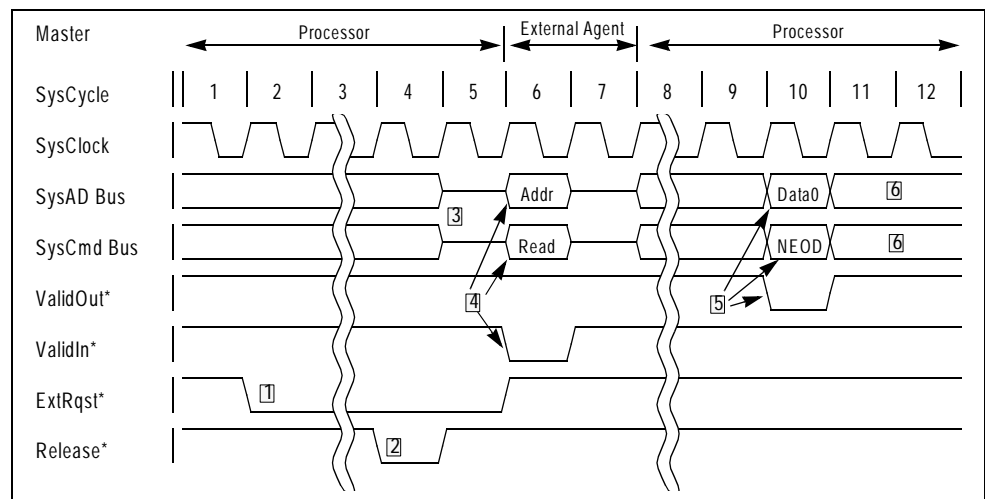 Master Processor External Agent Processor
SysCycle 1 2 3 4 5 6 7 8 9 10 11 12
SysClock
SysAD Bus Addr Data0 6
3
SysCmd Bus Read NEOD 6
ValidOut* 4 5
ValidIn*
ExtRqst* 1
Release* 2